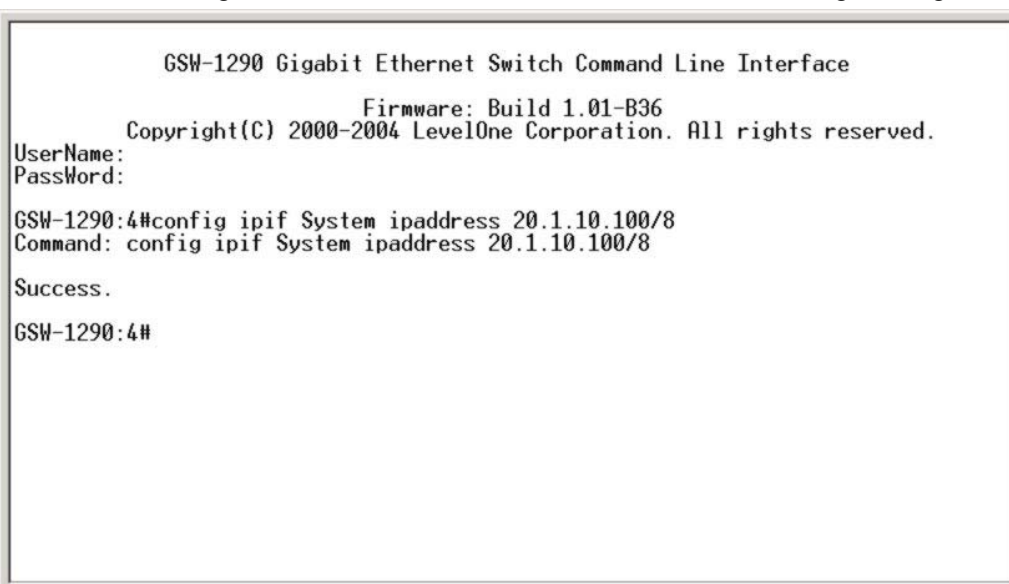 GSW-1290 Gigabit Ethernet Switch Command Line Interface
Firmware: Build 1.01-B36
Copyright(C) 2000-2004 LevelOne Corporation. All rights reserved.
UserName:
PassWord:
GSW-1290:4#config ipif System ipaddress 20.1.10.100/8
Command: config ipif System ipaddress 20.1.10.100/8
Success.
GSW-1290:4#